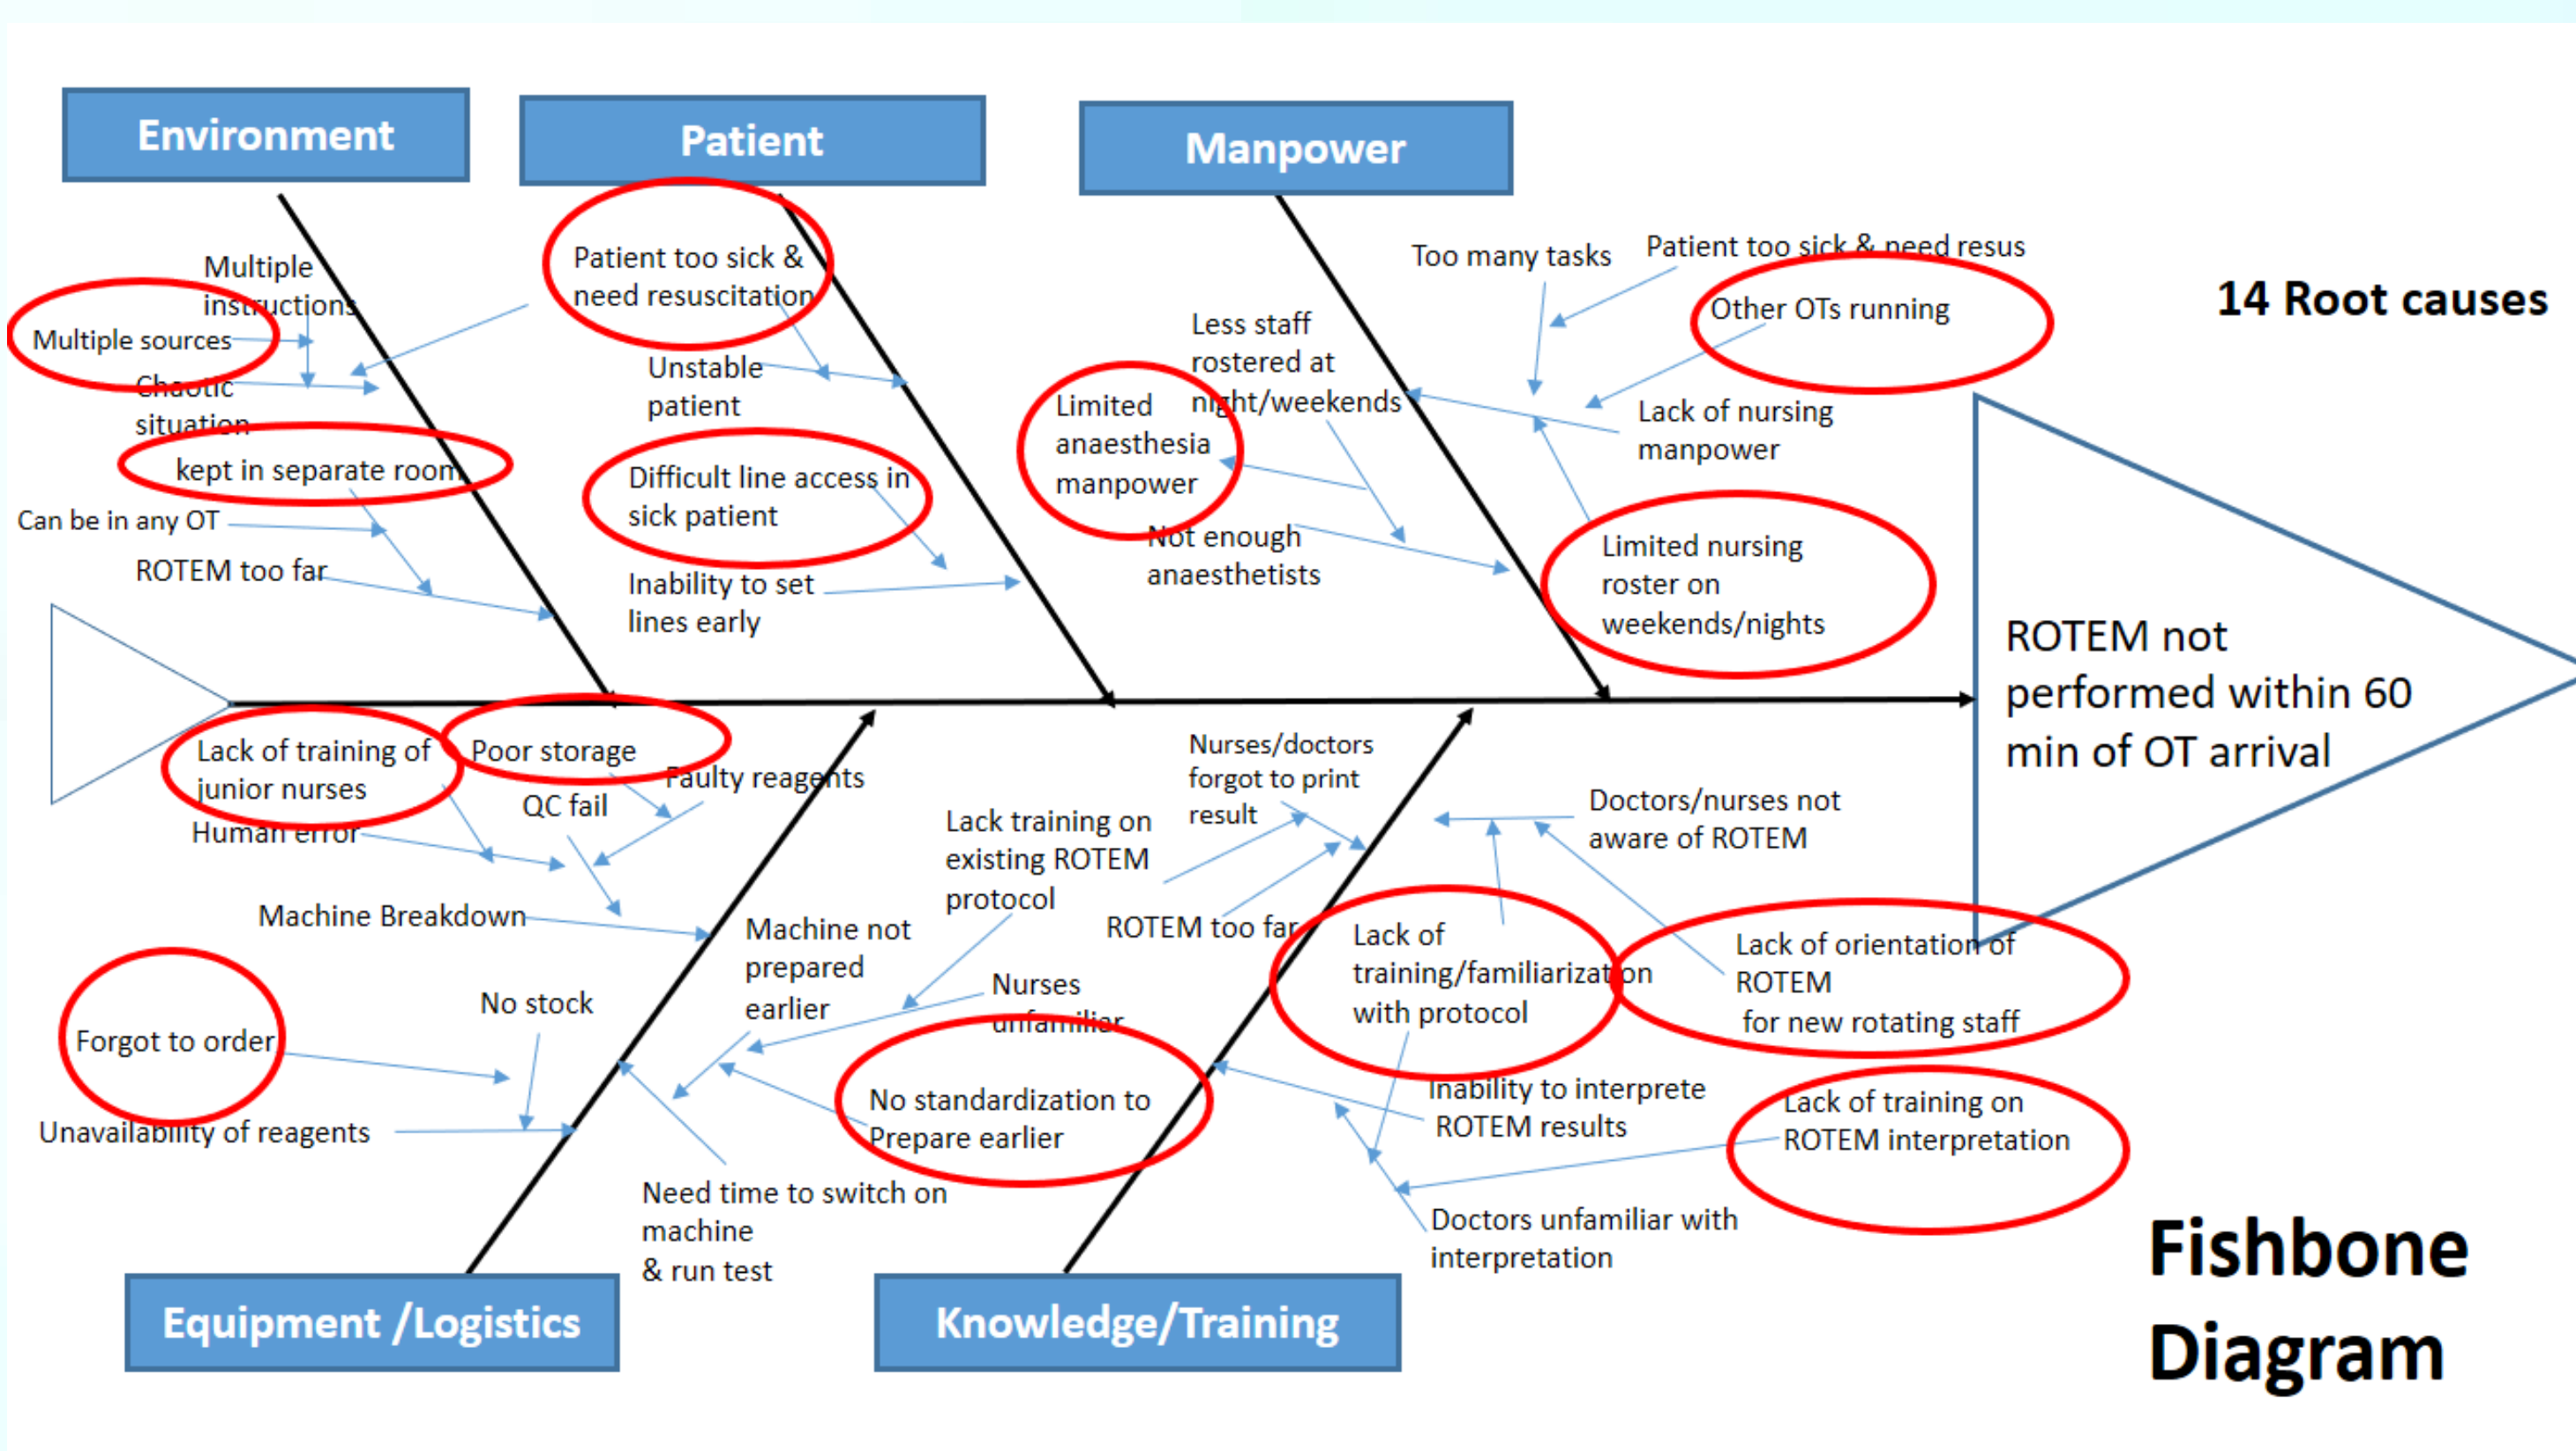 Environment
Patient
Manpower
Multiple
instructions
Multiple sources
Chaotic
situation
kept in separate room
Can be in any OT
ROTEM too far
Patient too sick &
need resuscitation
Unstable
patient
Difficult line access in
sick patient
Inability to set
lines early
Too many tasks
Patient too sick & need resus
Other OTs running
Less staff
rostered at
night/weekends
Limited
anaesthesia
manpower
Lack of nursing
manpower
Not enough
anaesthetists
Limited nursing
roster on
weekends/nights
14 Root causes
ROTEM not
performed within 60
min of OT arrival
Lack of training of
junior nurses
Poor storage
Faulty reagents
QC fail
Human error
Machine Breakdown
Forgot to order
No stock
Unavailability of reagents
Machine not
prepared
earlier
Lack training on
existing ROTEM
protocol
Nurses
unfamiliar
No standardization to
Prepare earlier
Need time to switch on
machine
& run test
Nurses/doctors
forgot to print
result
ROTEM too far
Doctors/nurses not
aware of ROTEM
Lack of
training/familiarization
with protocol
Lack of orientation of
ROTEM
for new rotating staff
Inability to interprete
ROTEM results
Lack of training on
ROTEM interpretation
Doctors unfamiliar with
interpretation
Equipment /Logistics
Knowledge/Training
Fishbone
Diagram